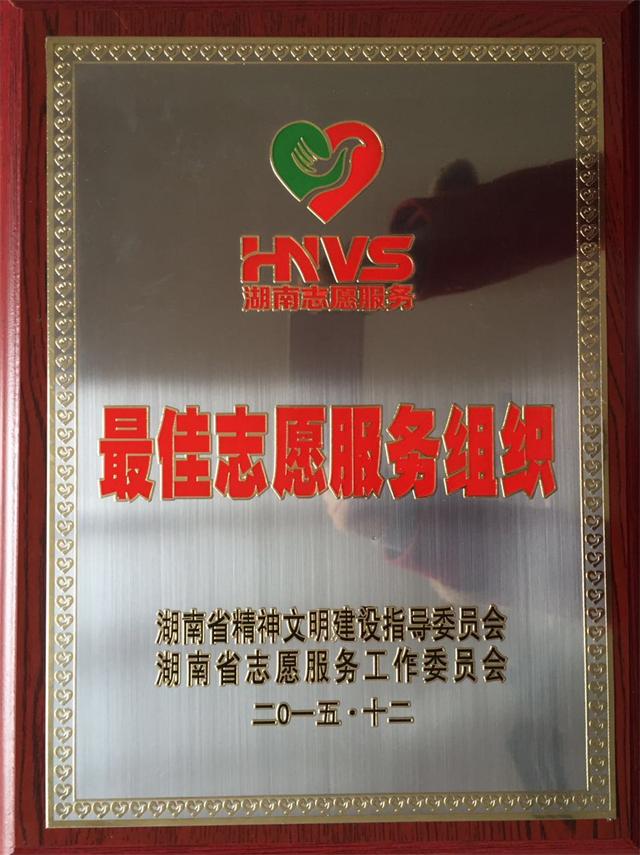 HNVS
湖南志愿服务
最佳志愿服务组织
湖南省精神文明建设指导委员会
湖南省志愿服务工作委员会
二〇一五·十二